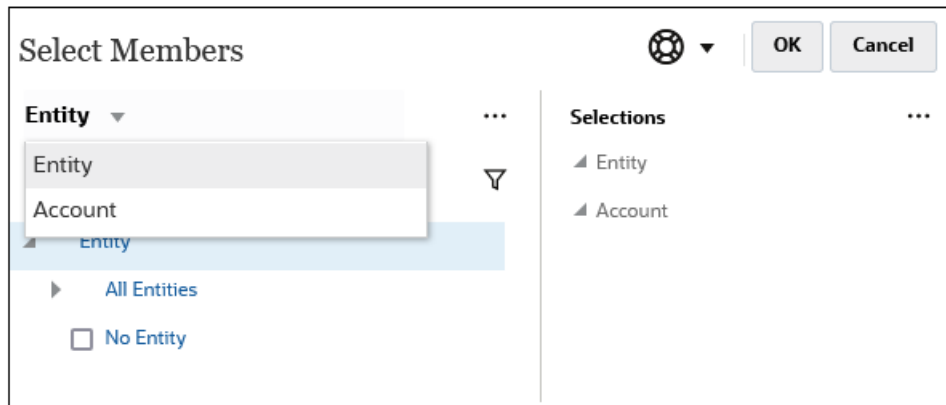 Select Members
OK
Cancel
Entity
...
Selections
...
Entity
Account
Entity
Account
Entity
All Entities
No Entity